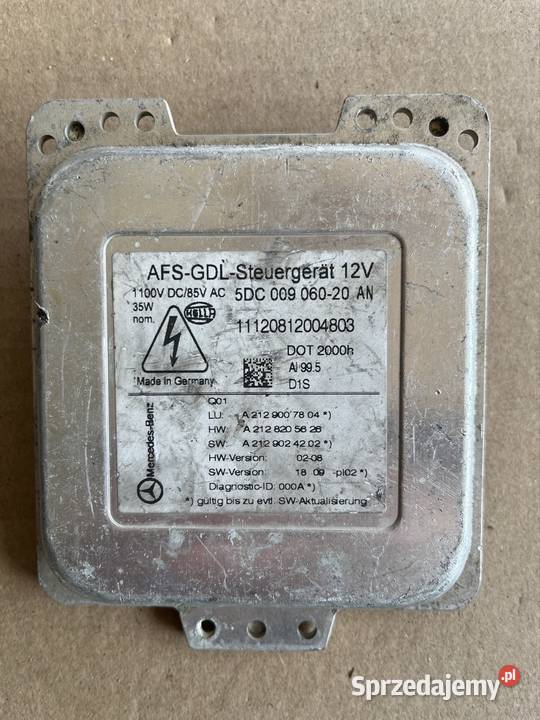 AFS-GDL-Steuergerät 12V
1100V DC/85V AC 5DC 009 060-20 AN
35W
nom.
HELLA
11120812004803
DOT 2000h
Al 99.5
D1S
Made in Germany
Mercedes-Benz
Q01
LU: A 212 900 78 04 *)
HW: A 212 820 56 26
SW: A 212 902 42 02 *)
HW-Version: 02-08
SW-Version: 18 09 -pl02 *)
Diagnostic-ID: 000A *)
*) gültig bis zu evtl. SW-Aktualisierung
Sprzedajemy.pl